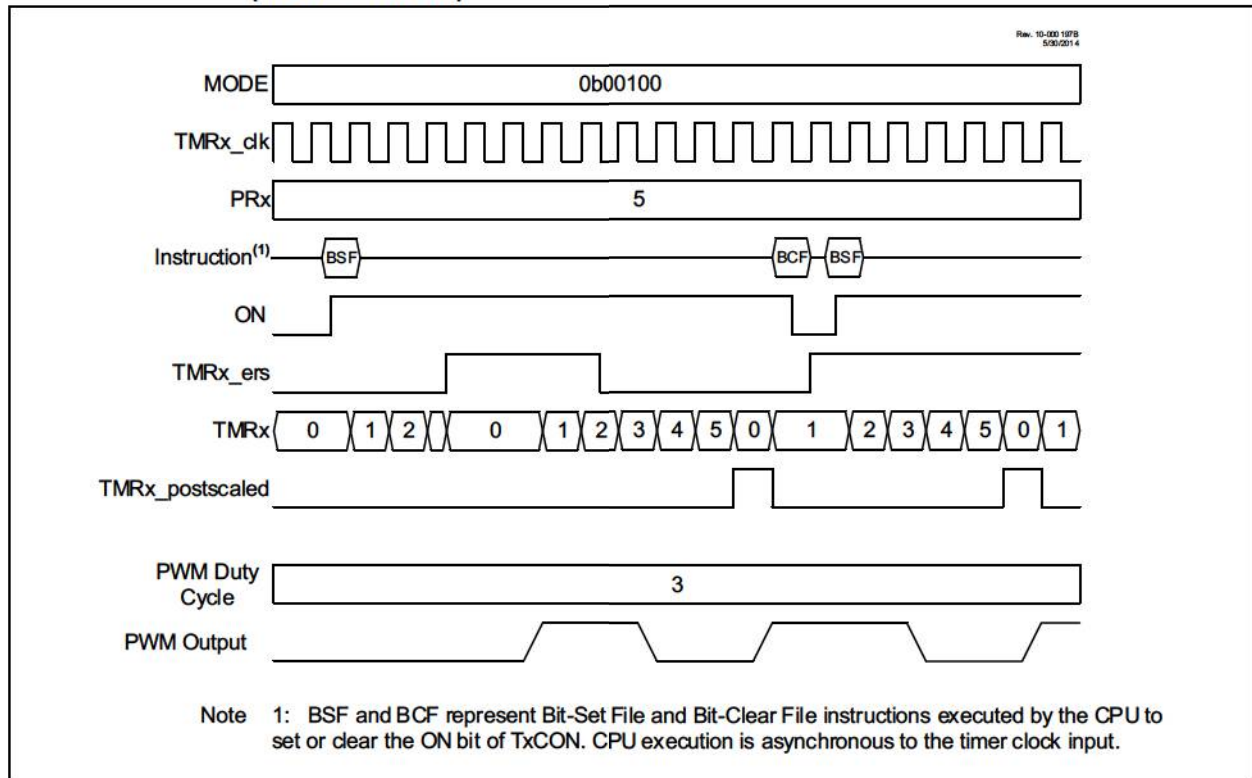 Rev. 10-000 197B
5/30/2014
MODE 0b00100
TMRx_clk
PRx 5
Instruction(1) BSF BCF BSF
ON
TMRx_ers
TMRx 0 1 2 0 1 2 3 4 5 0 1 2 3 4 5 0 1
TMRx_postscaled
PWM Duty
Cycle 3
PWM Output
Note 1: BSF and BCF represent Bit-Set File and Bit-Clear File instructions executed by the CPU to
set or clear the ON bit of TxCON. CPU execution is asynchronous to the timer clock input.